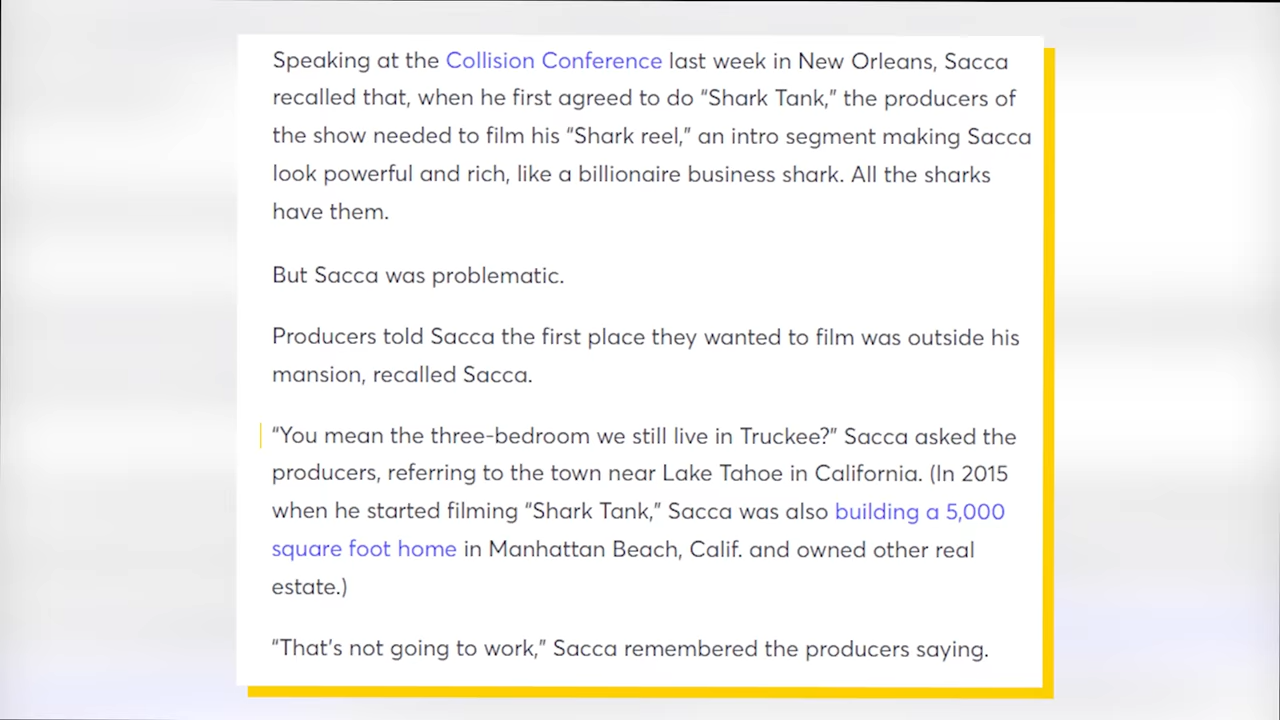 Speaking at the Collision Conference last week in New Orleans, Sacca
recalled that, when he first agreed to do “Shark Tank,” the producers of
the show needed to film his “Shark reel,” an intro segment making Sacca
look powerful and rich, like a billionaire business shark. All the sharks
have them.
But Sacca was problematic.
Producers told Sacca the first place they wanted to film was outside his
mansion, recalled Sacca.
“You mean the three-bedroom we still live in Truckee?” Sacca asked the
producers, referring to the town near Lake Tahoe in California. (In 2015
when he started filming “Shark Tank,” Sacca was also building a 5,000
square foot home in Manhattan Beach, Calif. and owned other real
estate.)
“That’s not going to work,” Sacca remembered the producers saying.